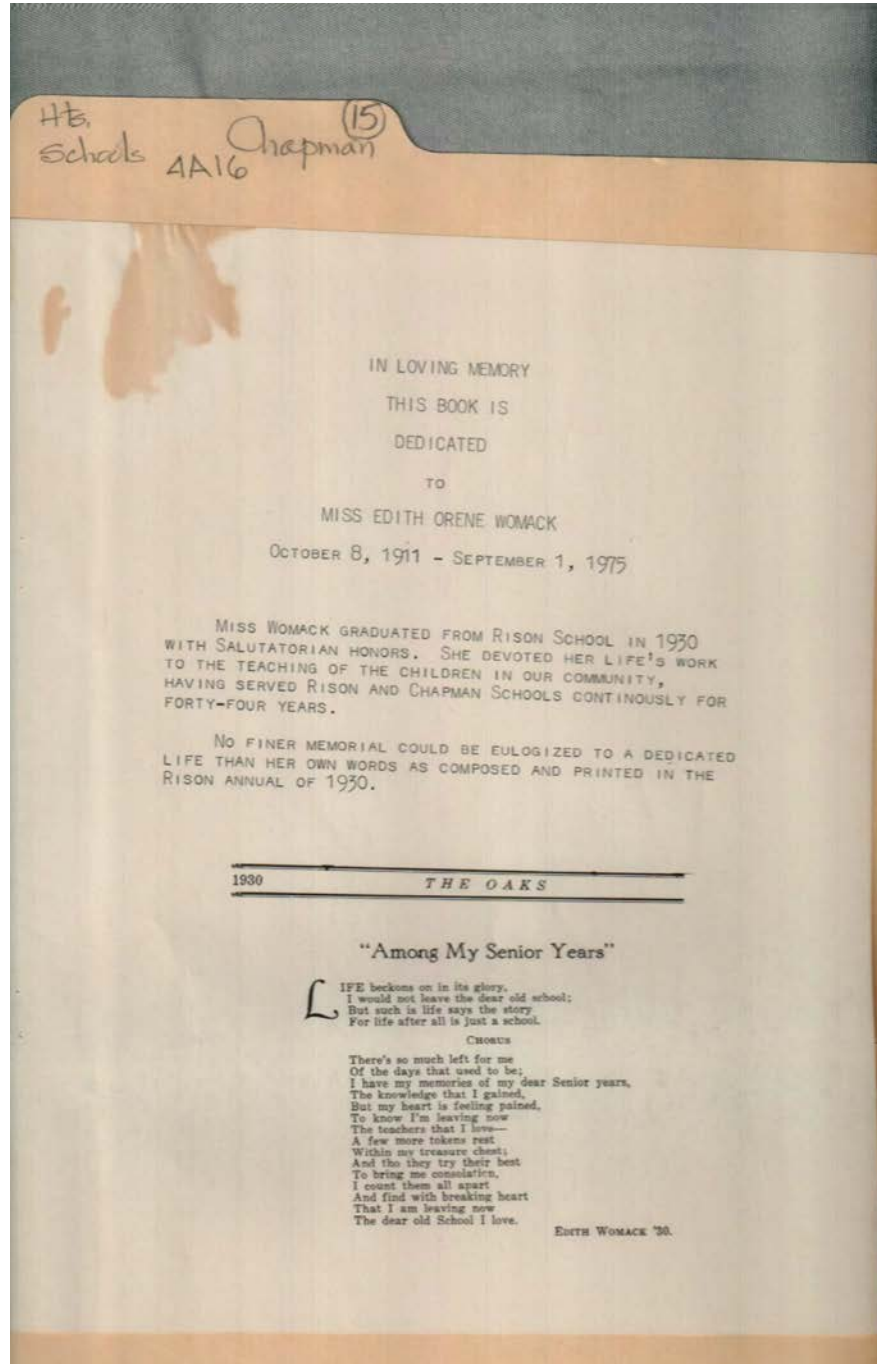 Hts.
Schools 4A16 Chapman 15
IN LOVING MEMORY
THIS BOOK IS
DEDICATED
TO
MISS EDITH ORENE WOMACK
OCTOBER 8, 1911 - SEPTEMBER 1, 1975
MISS WOMACK GRADUATED FROM RISON SCHOOL IN 1930
WITH SALUTATORIAN HONORS. SHE DEVOTED HER LIFE'S WORK
TO THE TEACHING OF THE CHILDREN IN OUR COMMUNITY,
HAVING SERVED RISON AND CHAPMAN SCHOOLS CONTINOUSLY FOR
FORTY-FOUR YEARS.
NO FINER MEMORIAL COULD BE EULOGIZED TO A DEDICATED
LIFE THAN HER OWN WORDS AS COMPOSED AND PRINTED IN THE
RISON ANNUAL OF 1930.
1930 THE OAKS
"Among My Senior Years"
LIFE beckons on in its glory,
I would not leave the dear old school;
But such is life says the story
For life after all is just a school.
CHORUS
There's so much left for me
Of the days that used to be;
I have my memories of my dear Senior years,
The knowledge that I gained,
But my heart is feeling pained,
To know I'm leaving now
The teachers that I love—
A few more tokens rest
Within my treasure chest;
And tho they try their best
To bring me consolation,
I count them all apart
And find with breaking heart
That I am leaving now
The dear old School I love.
EDITH WOMACK '30.